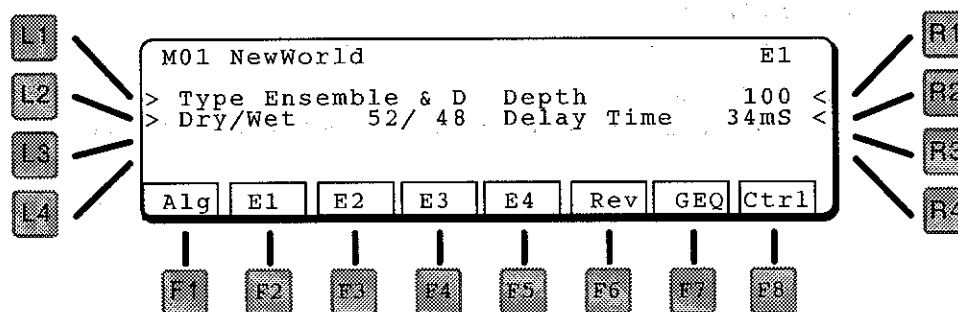 L1
L2
L3
L4
M01 NewWorld E1
> Type Ensemble & D Depth 100 <
> Dry/Wet 52/ 48 Delay Time 34mS <
Alg E1 E2 E3 E4 Rev GEQ Ctrl
F1 F2 F3 F4 F5 F6 F7 F8
R1
R2
R3
R4